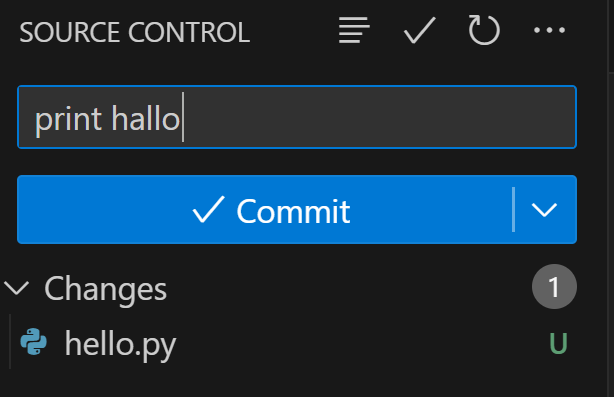 SOURCE CONTROL
print hallo
Commit
Changes 1
hello.py U